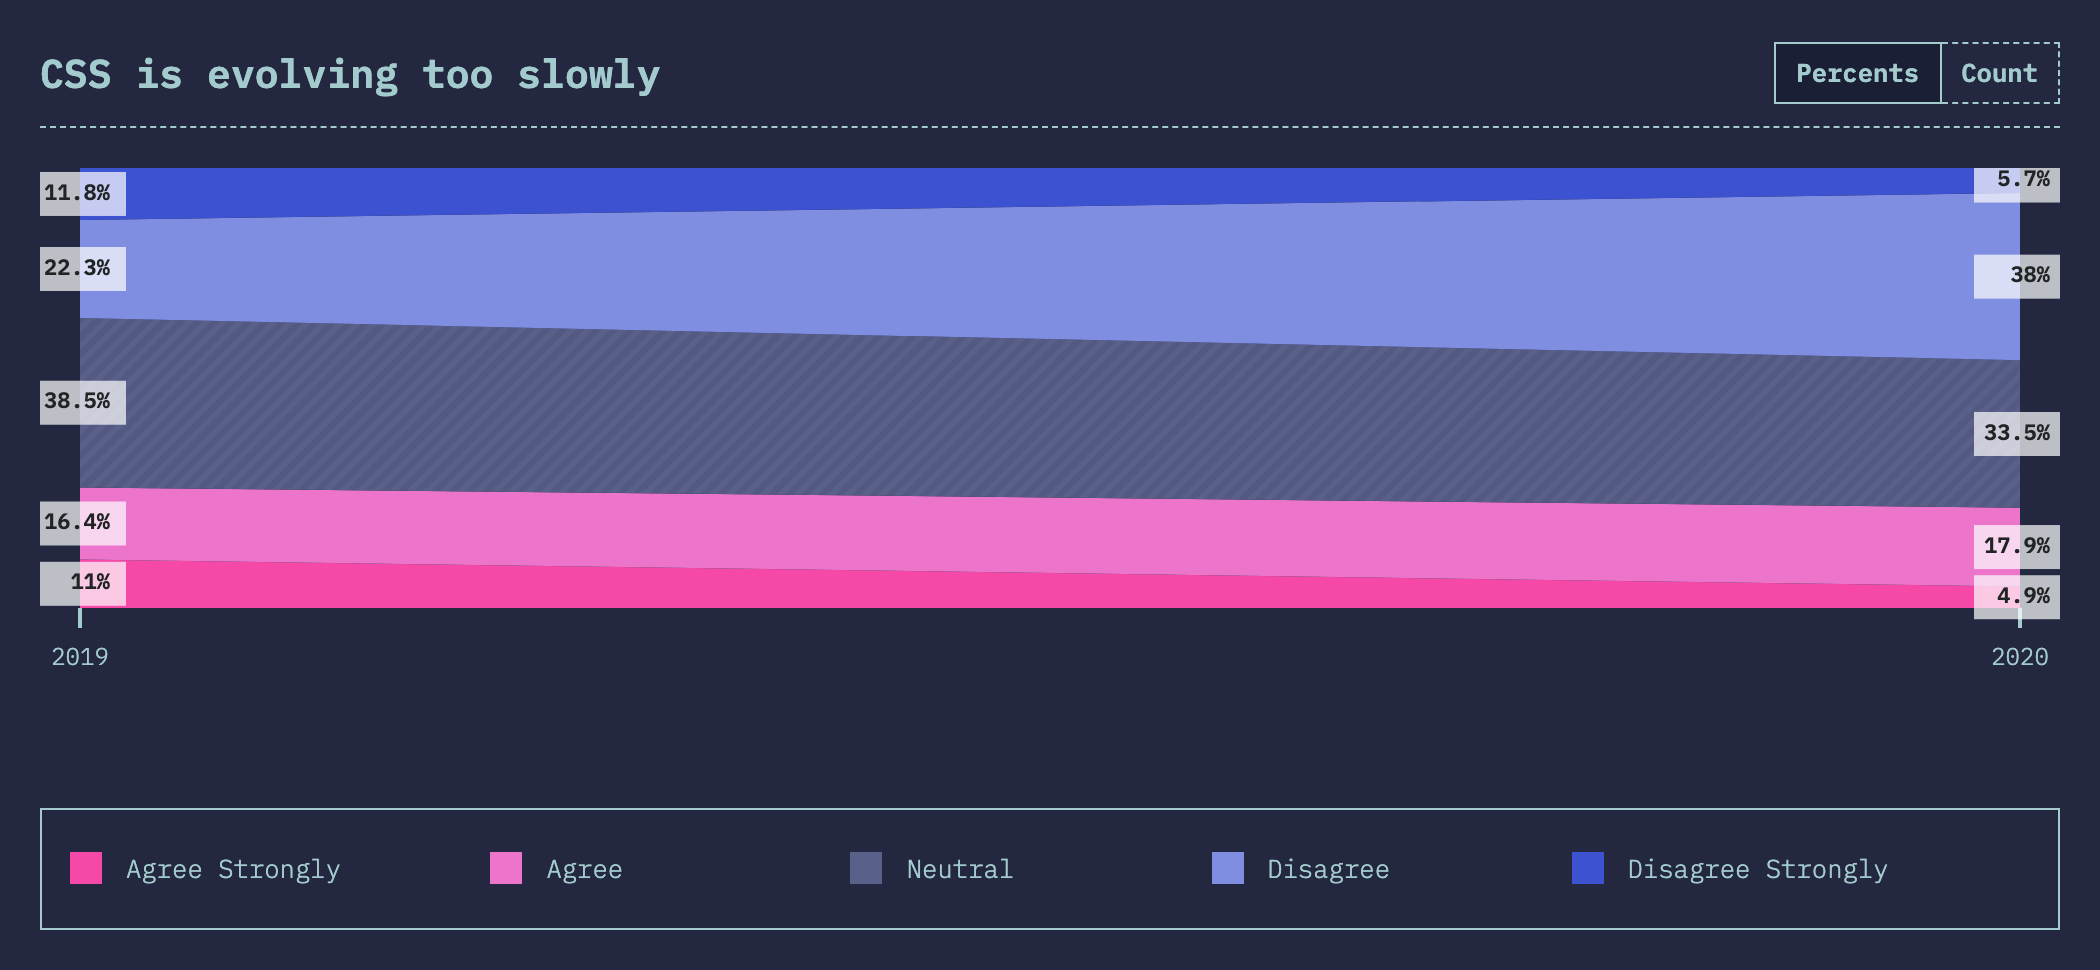 CSS is evolving too slowly
Percents Count
11.8% 5.7%
22.3% 38%
38.5% 33.5%
16.4% 17.9%
11% 4.9%
2019 2020
Agree Strongly Agree Neutral Disagree Disagree Strongly